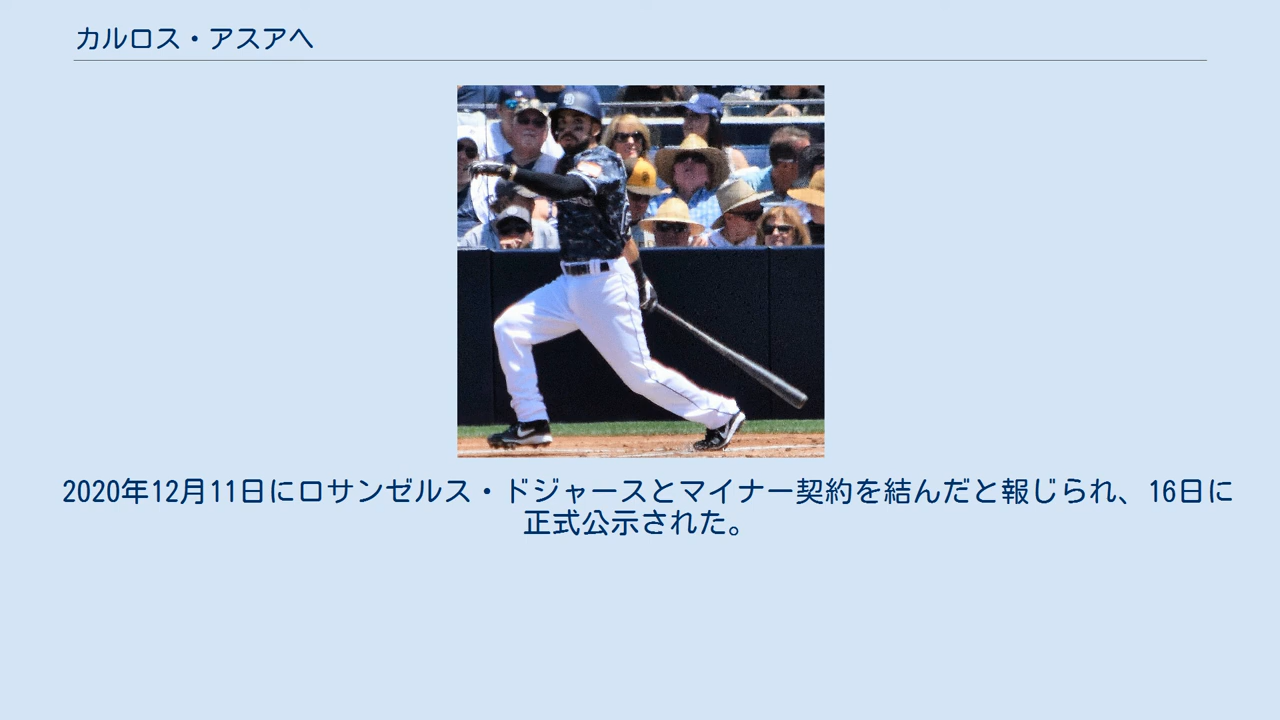 カルロス・アスアヘ
2020年12月11日にロサンゼルス・ドジャースとマイナー契約を結んだと報じられ、16日に
正式公示された。